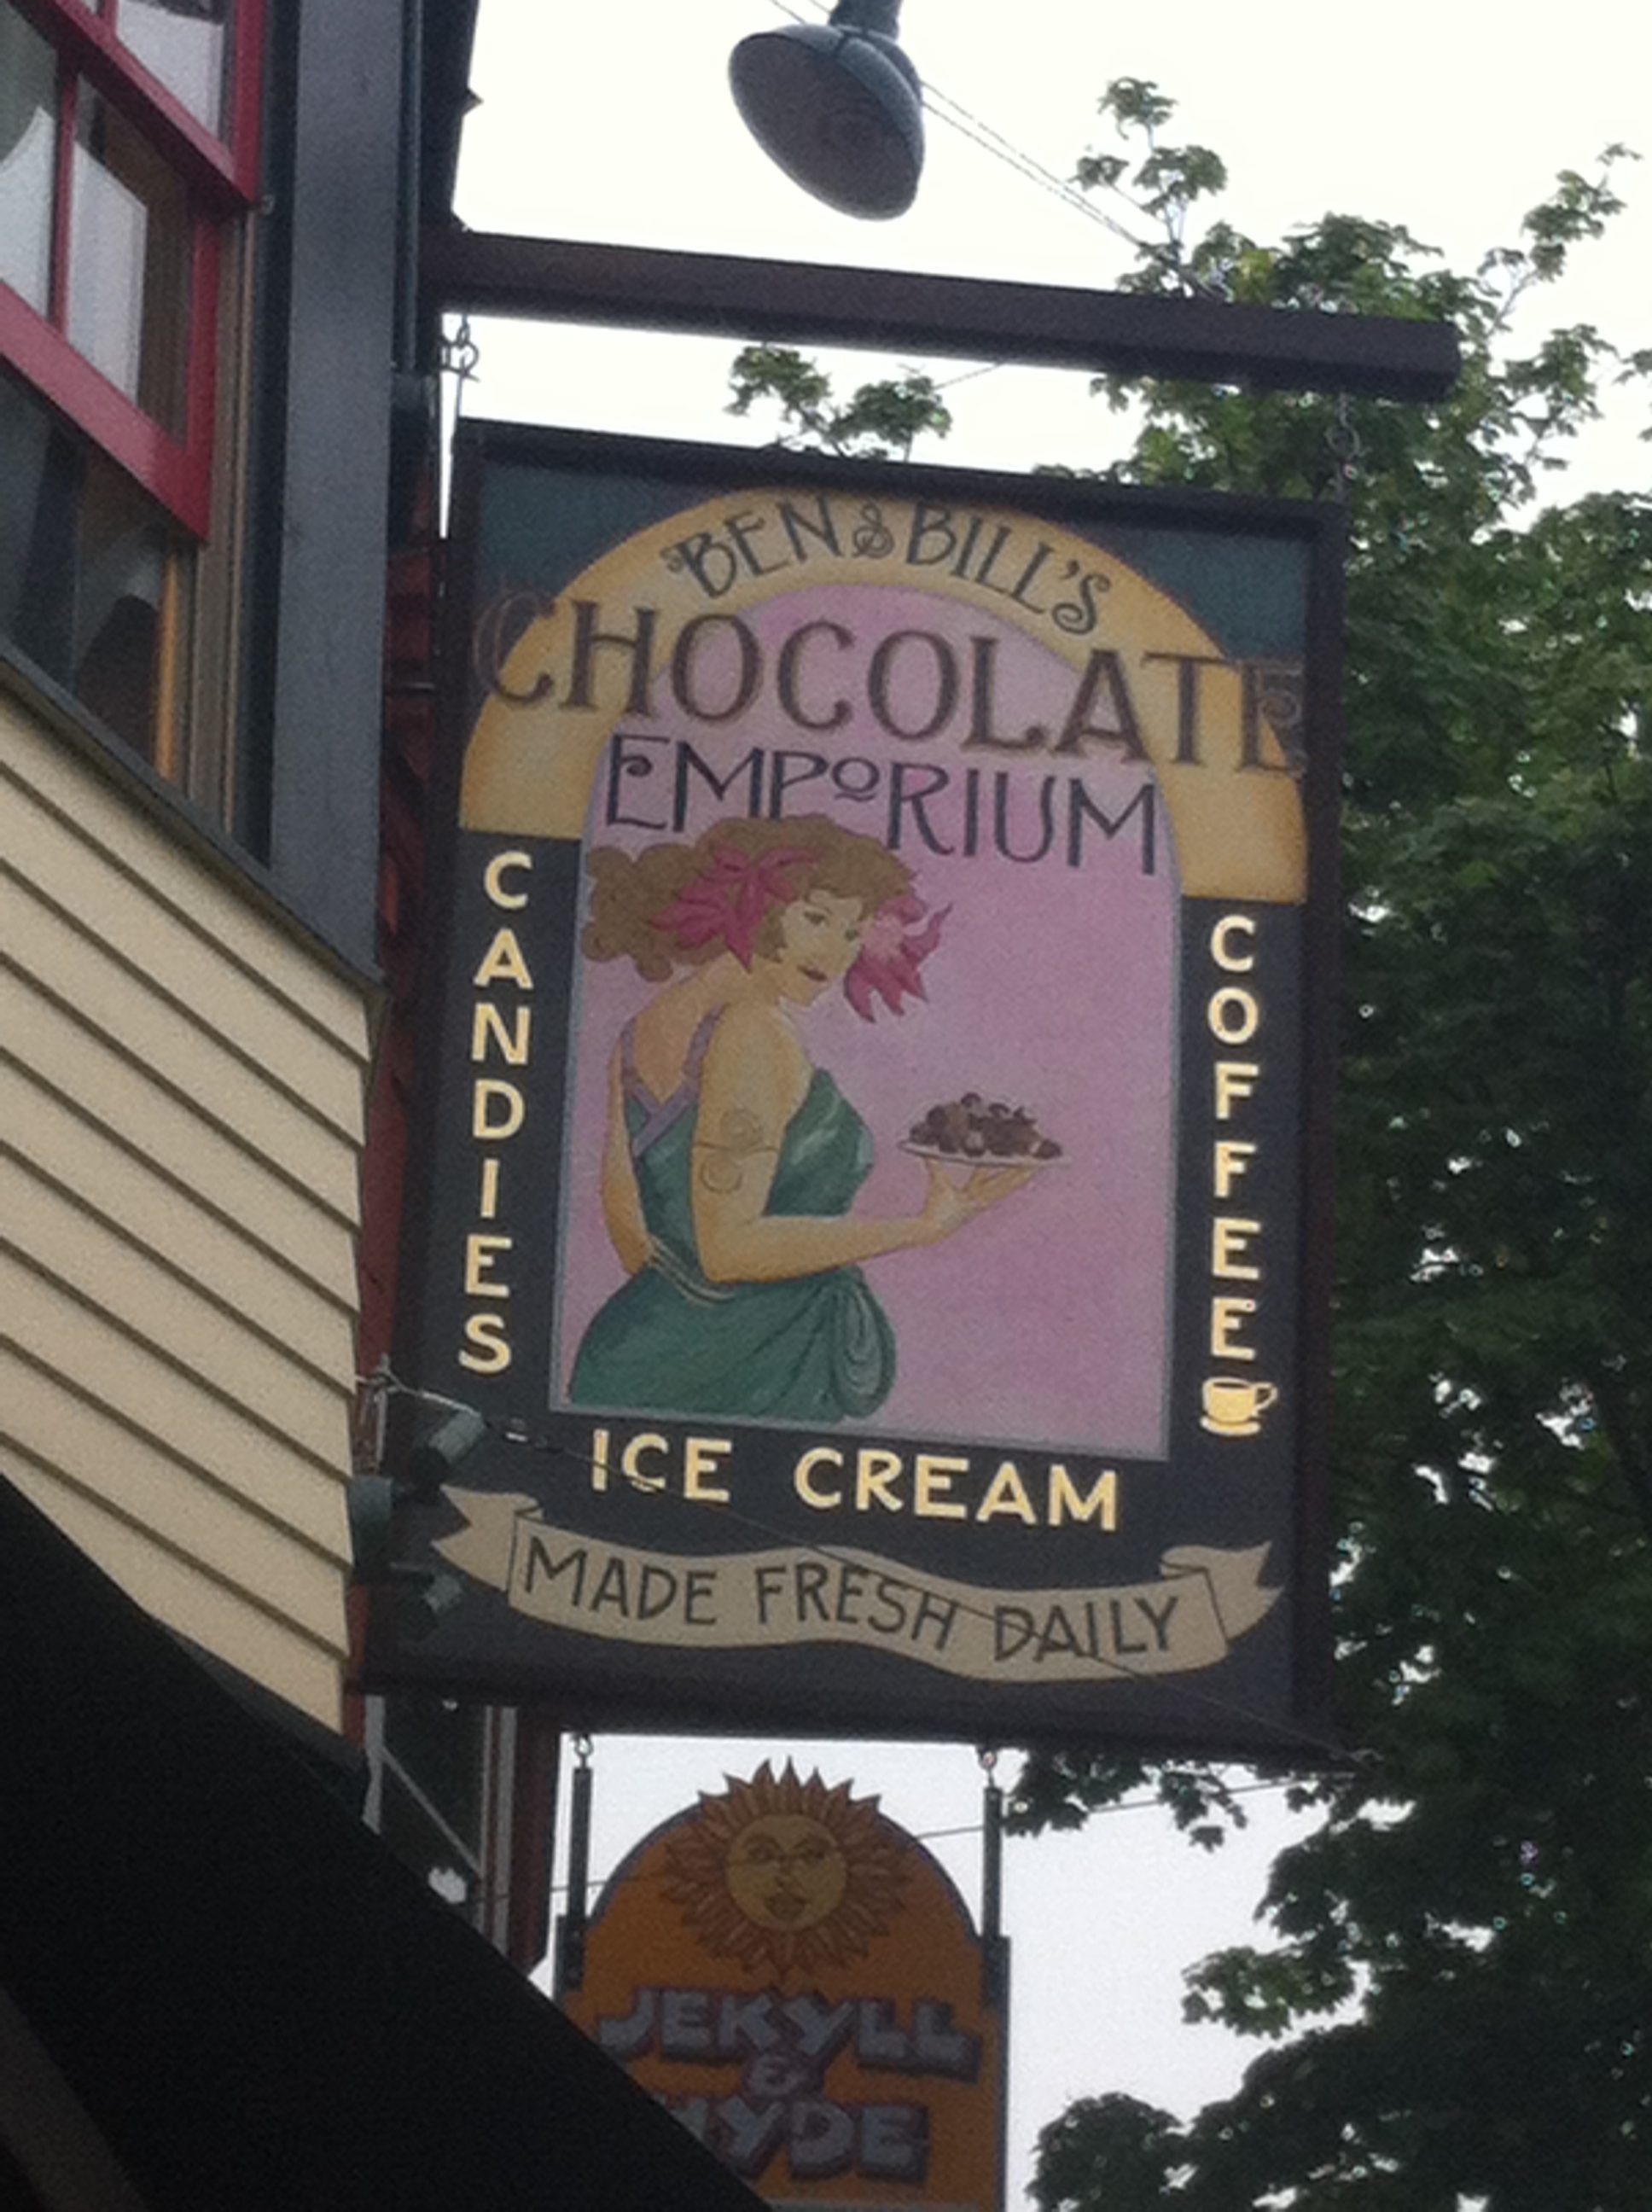 BEN & BILL'S
CHOCOLATE
EMPORIUM
CANDIES
COFFEE
ICE CREAM
MADE FRESH DAILY
JEKYLL
&
HYDE